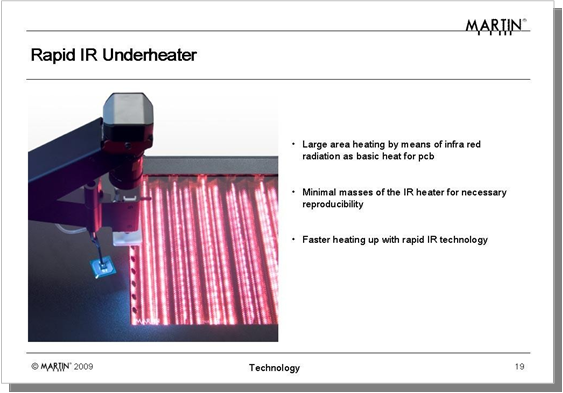 MARTIN®
Rapid IR Underheater
• Large area heating by means of infra red
radiation as basic heat for pcb
• Minimal masses of the IR heater for necessary
reproducibility
• Faster heating up with rapid IR technology
MARTIN
© MARTIN® 2009
Technology
19